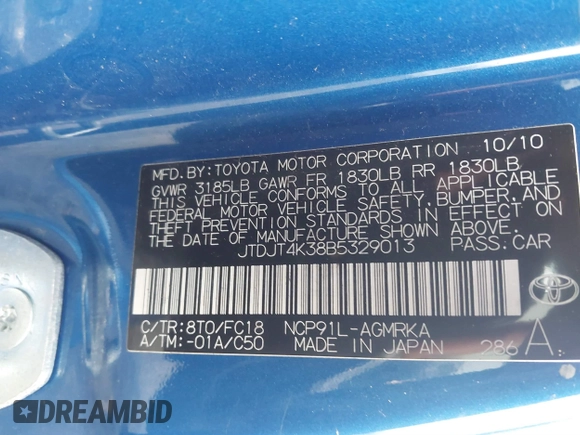 MFD. BY: TOYOTA MOTOR CORPORATION 10/10
GVWR 3185LB GAWR FR 1830LB RR 1830LB
THIS VEHICLE CONFORMS TO ALL APPLICABLE
FEDERAL MOTOR VEHICLE SAFETY, BUMPER, AND
THEFT PREVENTION STANDARDS IN EFFECT ON
THE DATE OF MANUFACTURE SHOWN ABOVE.
JTDJT4K38B5329013 PASS. CAR
C/TR: 8T0/FC18 NCP91L-AGMRKA
A/TM: -01A/C50 MADE IN JAPAN 286 A
DREAMBID